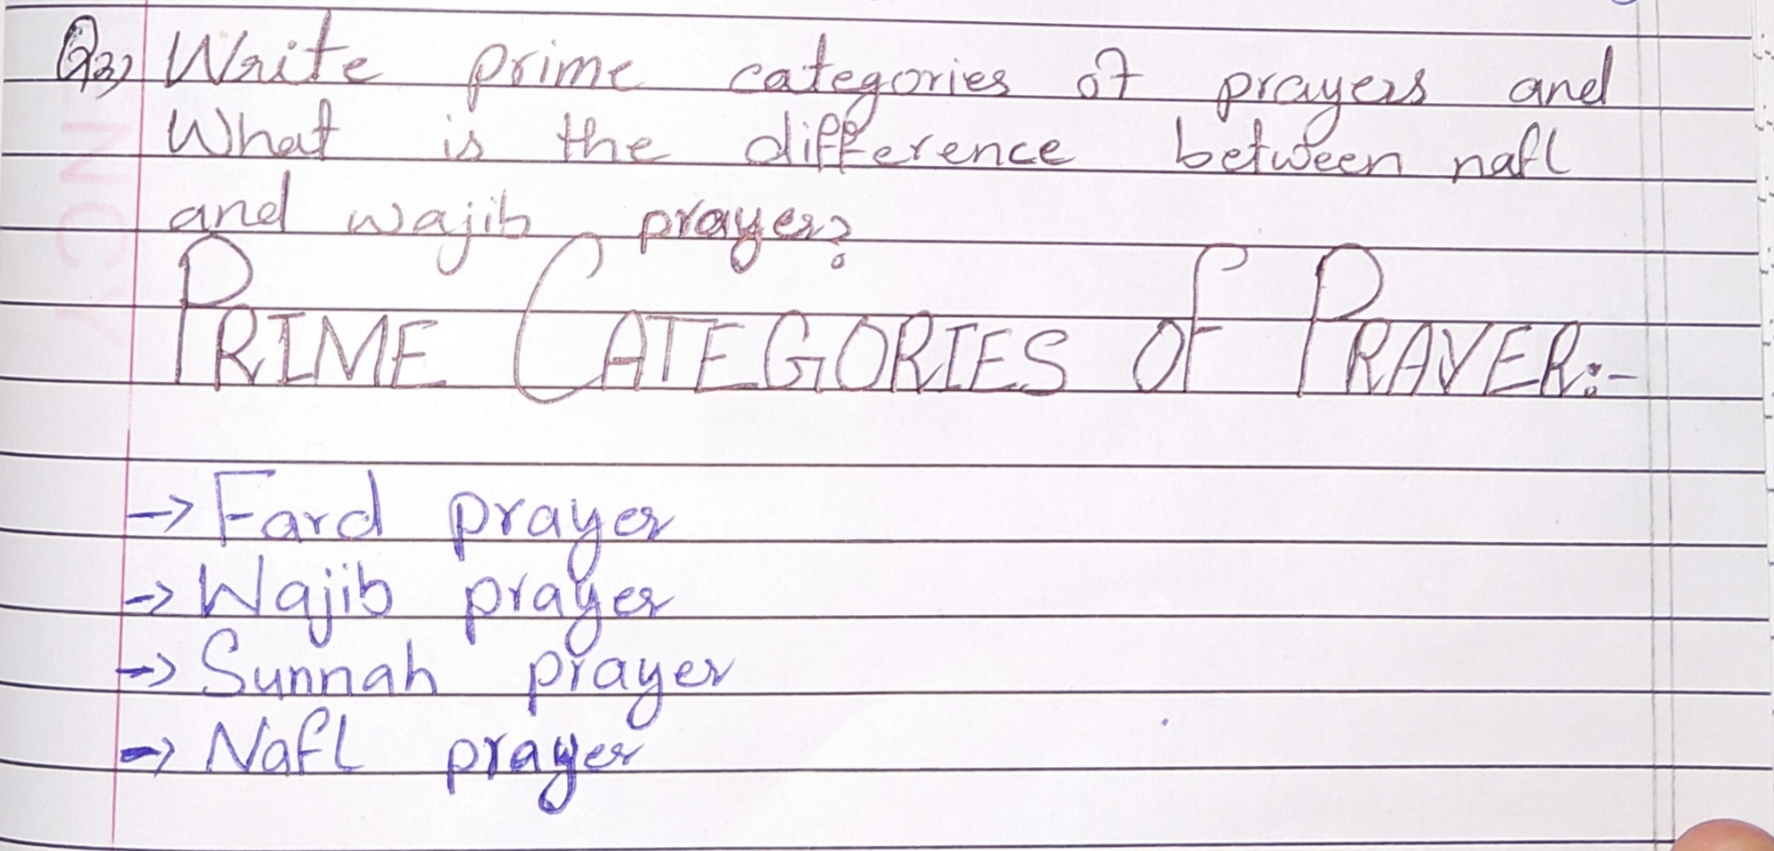 Q3) Write prime categories of prayers and
What is the difference between nafl
and wajib prayer?
PRIME CATEGORIES Of PRAYER:-
-> Fard prayer
-> Wajib prayer
-> Sunnah prayer
-> Nafl prayer